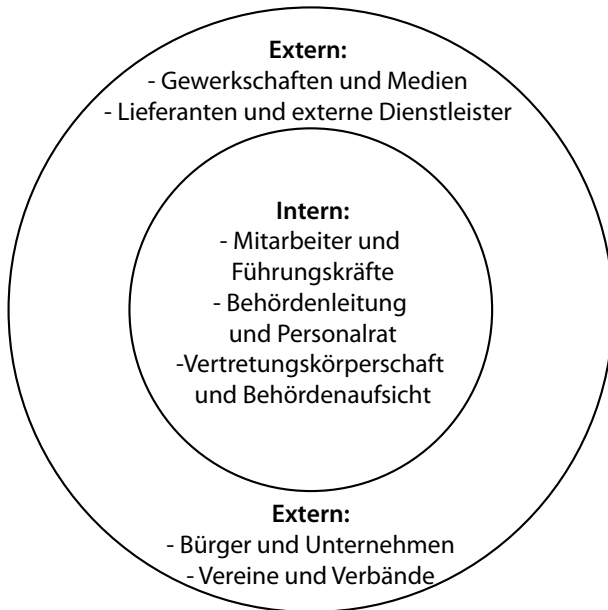 Extern:
- Gewerkschaften und Medien
- Lieferanten und externe Dienstleister
Intern:
- Mitarbeiter und
Führungskräfte
- Behördenleitung
und Personalrat
-Vertretungskörperschaft
und Behördenaufsicht
Extern:
- Bürger und Unternehmen
- Vereine und Verbände